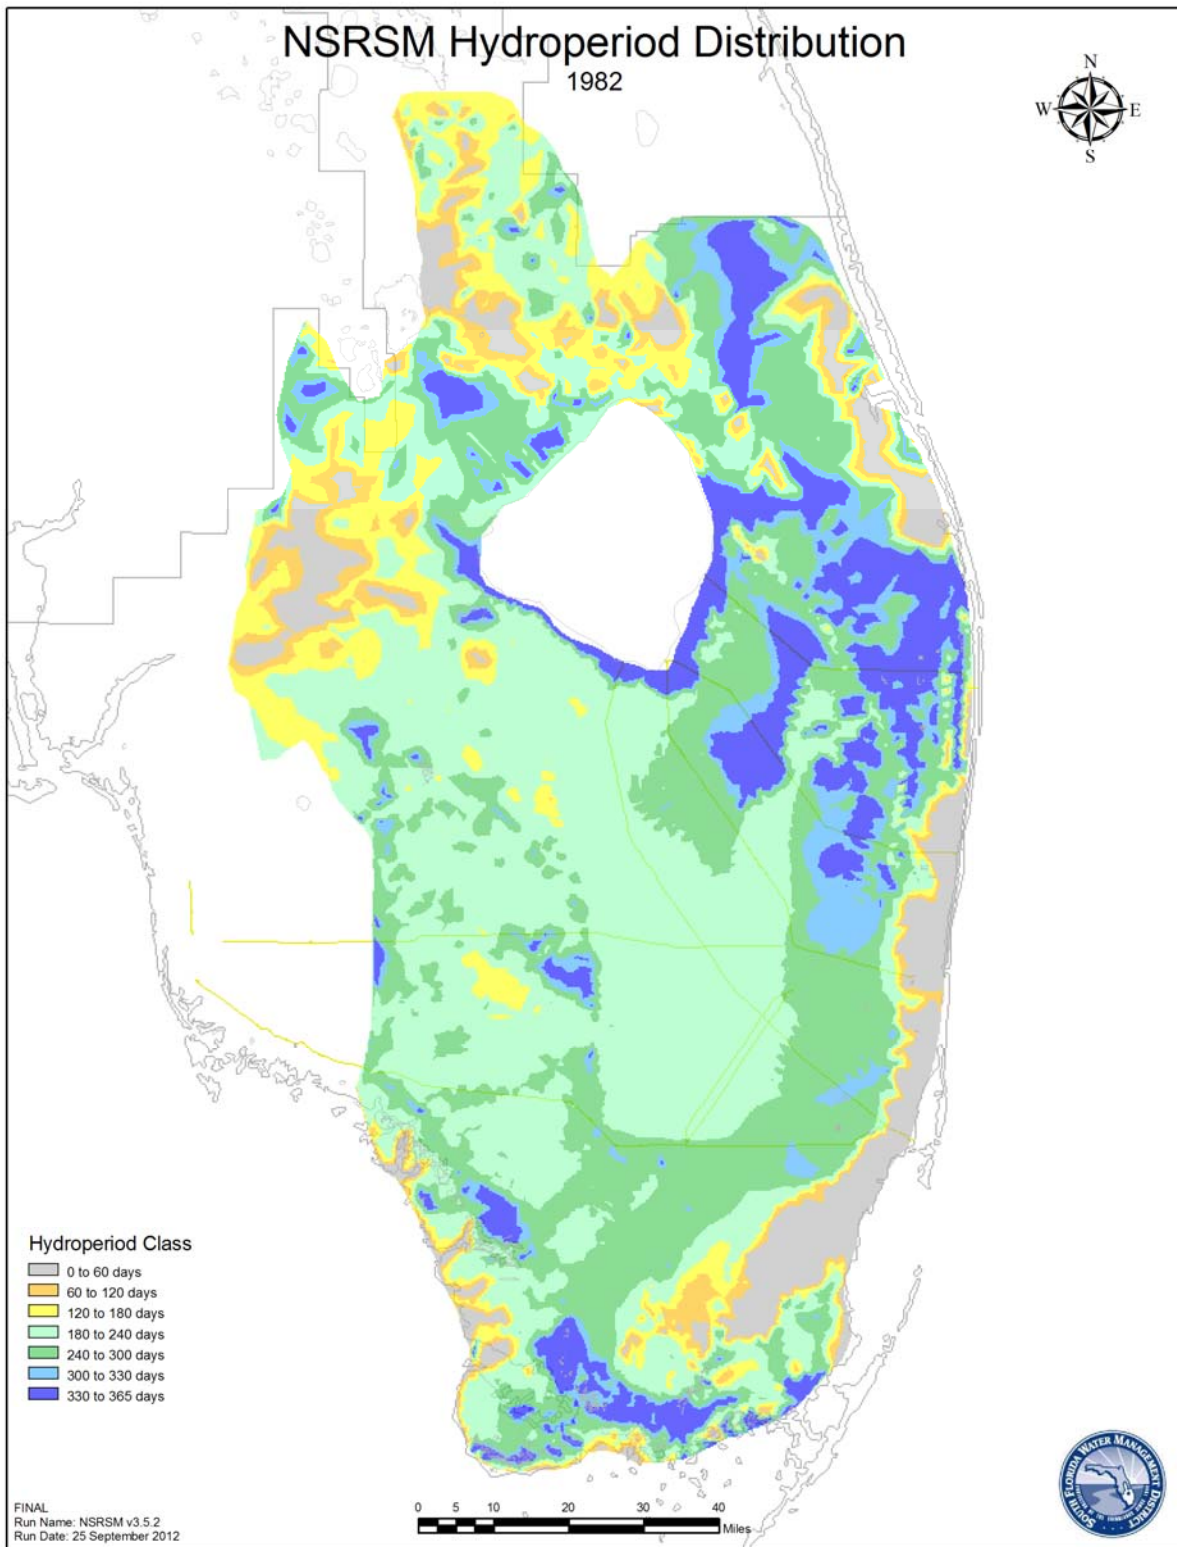 NSRSM Hydroperiod Distribution
1982
N
W
E
S
Hydroperiod Class
0 to 60 days
60 to 120 days
120 to 180 days
180 to 240 days
240 to 300 days
300 to 330 days
330 to 365 days
FINAL
Run Name: NSRSM v3.5.2
Run Date: 25 September 2012
0 5 10 20 30 40
Miles
SOUTH FLORIDA WATER MANAGEMENT DISTRICT